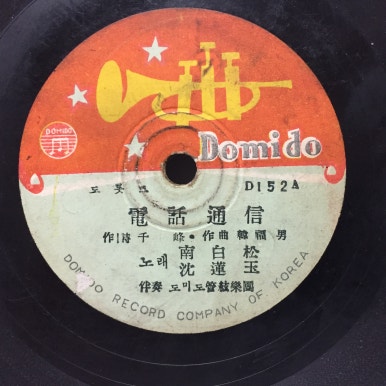 DOMIDO
Domido
도롯도 D152A
電話通信
作詩 千峰・作曲 韓福男
노래 南白松
沈蓮玉
伴奏 도미도管絃樂團
DOMIDO RECORD COMPANY OF KOREA